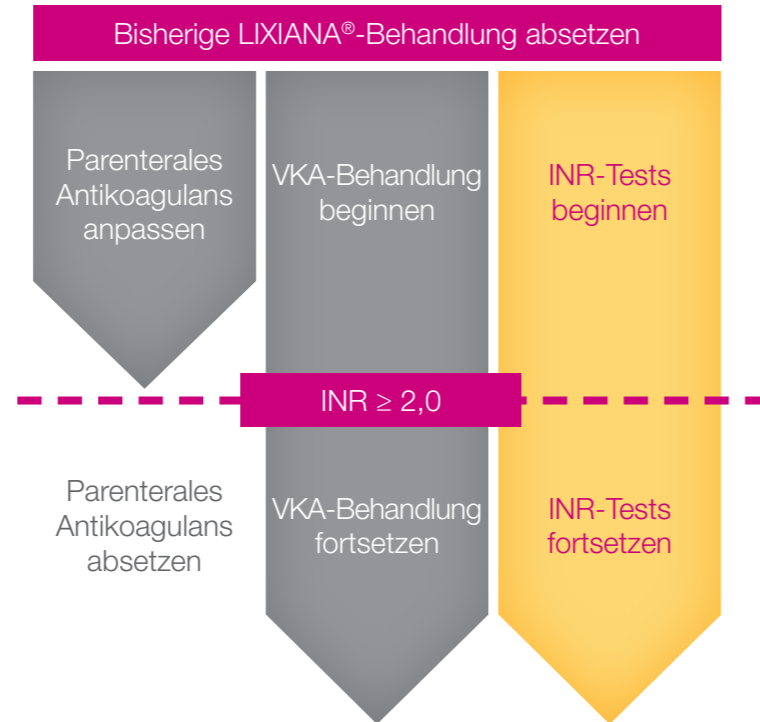 Bisherige LIXIANA®-Behandlung absetzen
Parenterales
Antikoagulans
anpassen
VKA-Behandlung
beginnen
INR-Tests
beginnen
INR ≥ 2,0
Parenterales
Antikoagulans
absetzen
VKA-Behandlung
fortsetzen
INR-Tests
fortsetzen